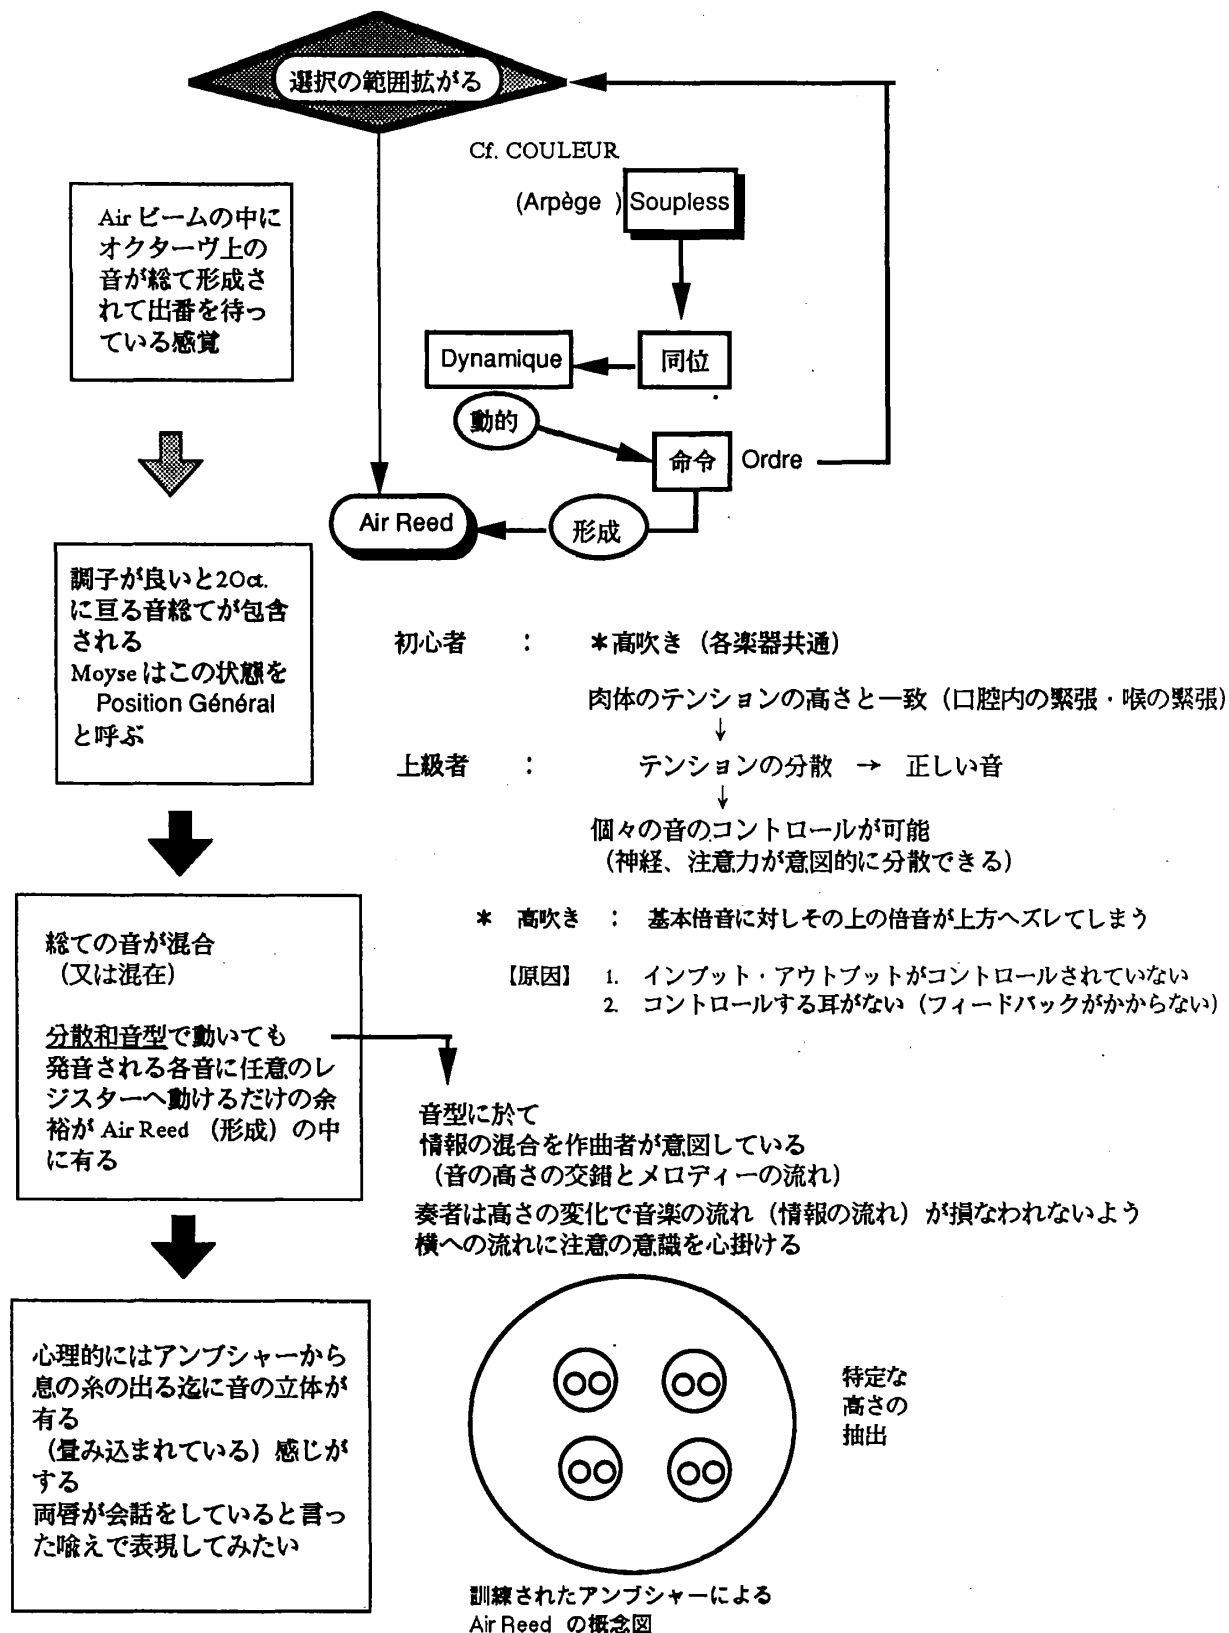 選択の範囲拡がる
Cf. COULEUR
(Arpège ) Soupless
Dynamique
同位
動的
命令 Ordre
Air Reed
形成
Air ビームの中に
オクターヴ上の
音が総て形成さ
れて出番を待っ
ている感覚
調子が良いと2Oct.
に亘る音総てが包含
される
Moyse はこの状態を
Position Général
と呼ぶ
初心者 : *高吹き（各楽器共通）
肉体のテンションの高さと一致（口腔内の緊張・喉の緊張）
↓
上級者 : テンションの分散 → 正しい音
↓
個々の音のコントロールが可能
（神経、注意力が意図的に分散できる）
* 高吹き : 基本倍音に対しその上の倍音が上方へズレてしまう
【原因】 1. インプット・アウトプットがコントロールされていない
2. コントロールする耳がない（フィードバックがかからない）
総ての音が混合
（又は混在）
分散和音型で動いても
発音される各音に任意のレ
ジスターへ動けるだけの余
裕が Air Reed （形成）の中
に有る
音型に於て
情報の混合を作曲者が意図している
（音の高さの交錯とメロディーの流れ）
奏者は高さの変化で音楽の流れ（情報の流れ）が損なわれないよう
横への流れに注意の意識を心掛ける
心理的にはアンブシャーから
息の糸の出る迄に音の立体が
有る
（畳み込まれている）感じが
する
両唇が会話をしていると言っ
た喩えで表現してみたい
特定な
高さの
抽出
訓練されたアンブシャーによる
Air Reed の概念図